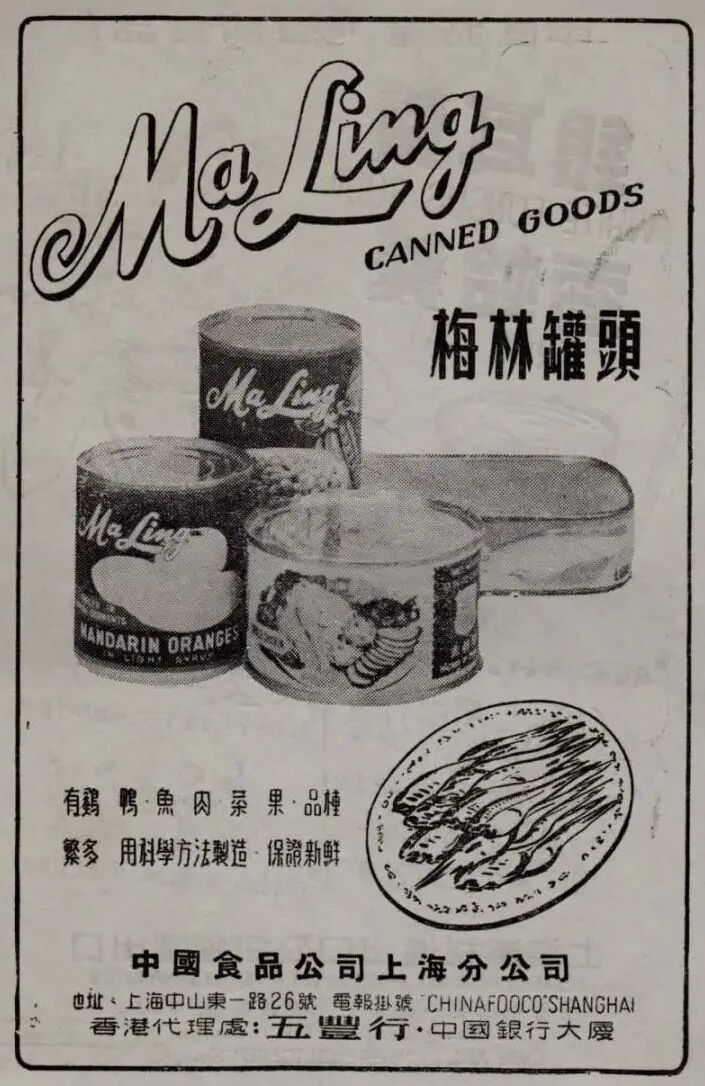 Ma Ling
CANNED GOODS
梅林罐頭
Ma Ling
Ma Ling
MANDARIN ORANGES
IN LIGHT SYRUP
有鷄 鴨·魚 肉 菜 果·品種
繁多 用科學方法製造·保證新鮮
中國食品公司上海分公司
地址：上海中山東一路26號 電報掛號 "CHINAFOOCO"SHANGHAI
香港代理處：五豐行·中國銀行大廈